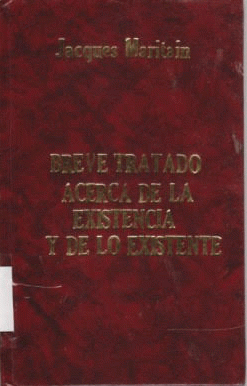 Jacques Maritain
BREVE TRATADO
ACERCA DE LA
EXISTENCIA
Y DE LO EXISTENTE